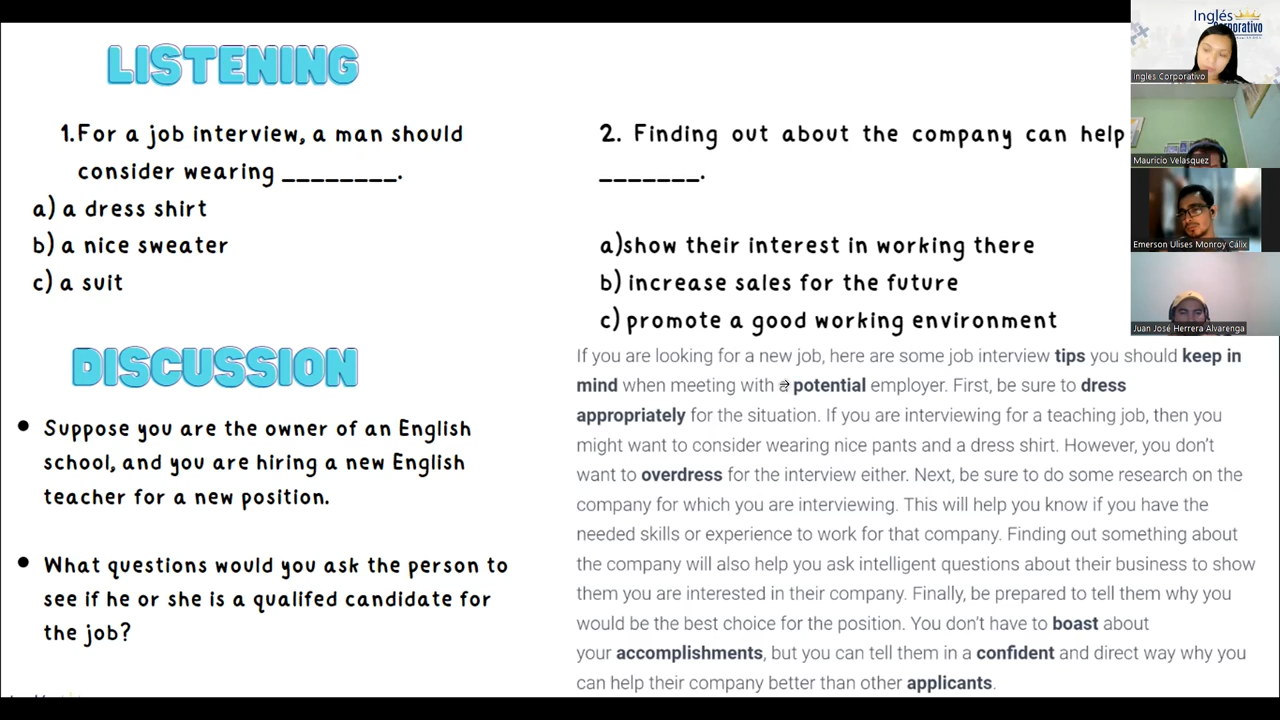 LISTENING
1.For a job interview, a man should
consider wearing ________.
a) a dress shirt
b) a nice sweater
c) a suit
2. Finding out about the company can help
_______.
a)show their interest in working there
b) increase sales for the future
c) promote a good working environment
DISCUSSION
Suppose you are the owner of an English
school, and you are hiring a new English
teacher for a new position.
What questions would you ask the person to
see if he or she is a qualifed candidate for
the job?
If you are looking for a new job, here are some job interview tips you should keep in
mind when meeting with potential employer. First, be sure to dress
appropriately for the situation. If you are interviewing for a teaching job, then you
might want to consider wearing nice pants and a dress shirt. However, you don't
want to overdress for the interview either. Next, be sure to do some research on the
company for which you are interviewing. This will help you know if you have the
needed skills or experience to work for that company. Finding out something about
the company will also help you ask intelligent questions about their business to show
them you are interested in their company. Finally, be prepared to tell them why you
would be the best choice for the position. You don't have to boast about
your accomplishments, but you can tell them in a confident and direct way why you
can help their company better than other applicants.
Inglés
Corporativo
Ingles Corporativo
Mauricio Velasquez
Emerson Ulises Monroy Cálix
Juan José Herrera Alvarenga